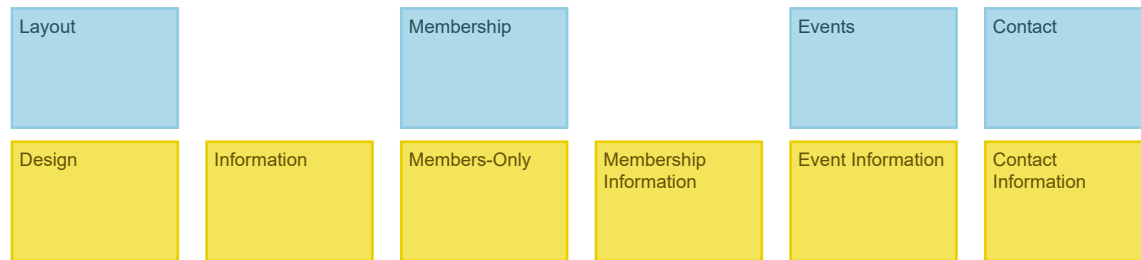 Layout
Membership
Events
Contact
Design
Information
Members-Only
Membership
Information
Event Information
Contact
Information